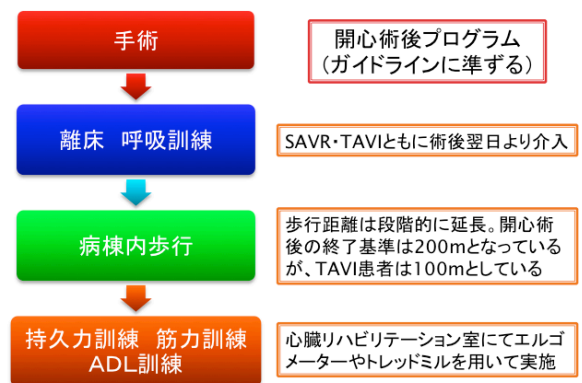 手術
開心術後プログラム
(ガイドラインに準ずる)
離床 呼吸訓練
SAVR・TAVIともに術後翌日より介入
病棟内歩行
歩行距離は段階的に延長。開心術
後の終了基準は200mとなっている
が、TAVI患者は100mとしている
持久力訓練 筋力訓練
ADL訓練
心臓リハビリテーション室にてエルゴ
メーターやトレッドミルを用いて実施